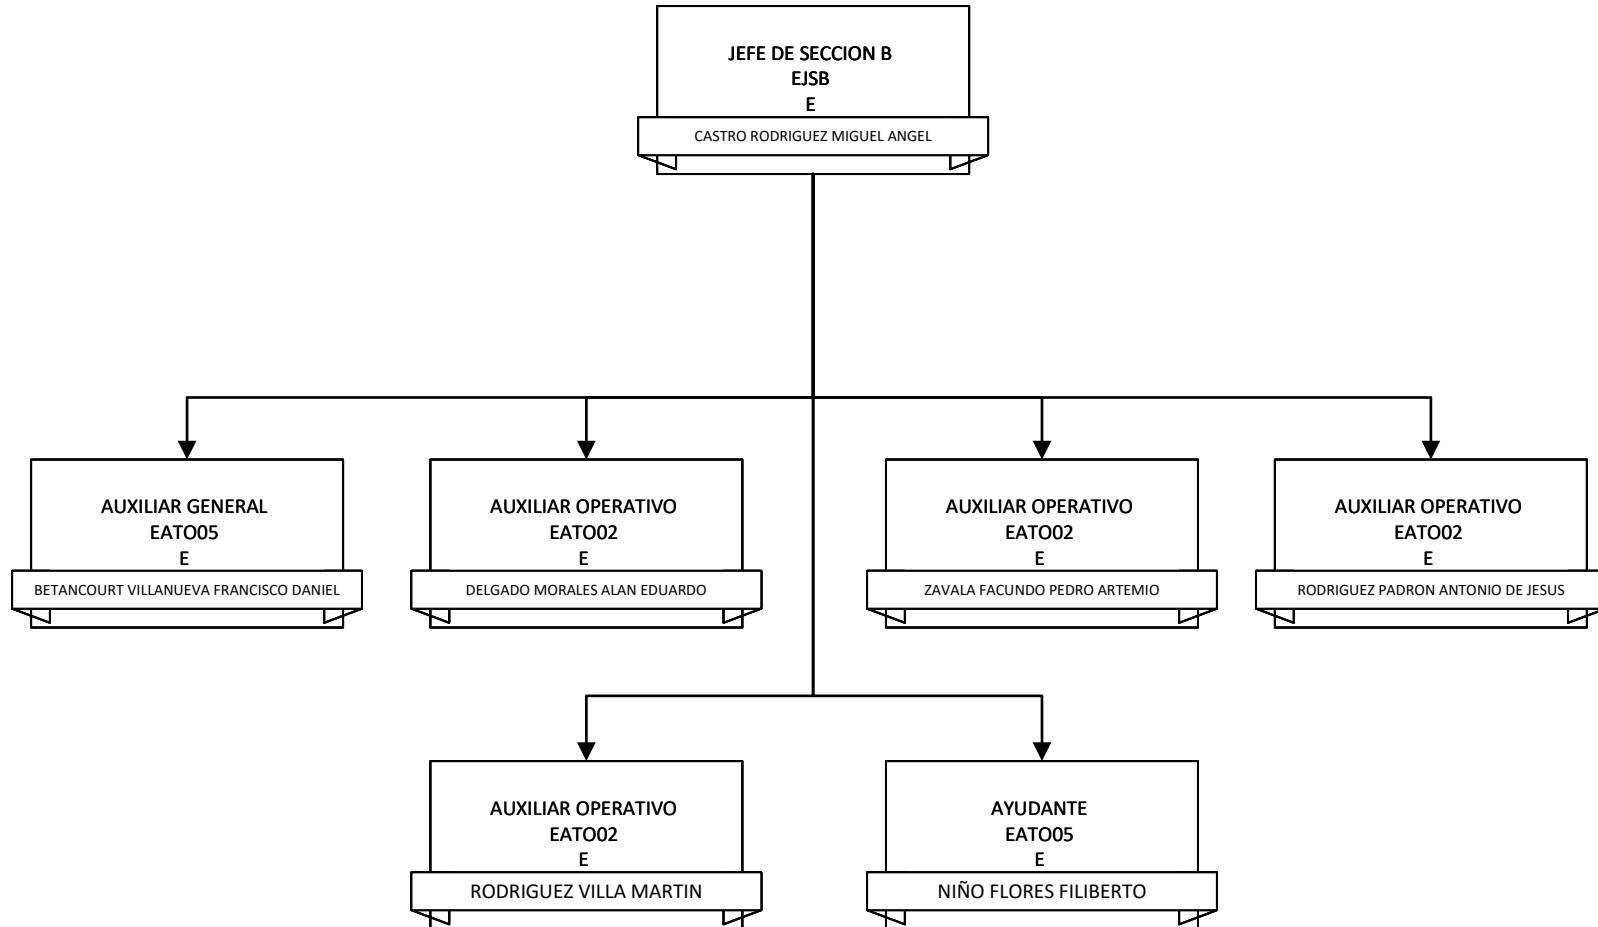 JEFE DE SECCION B
EJSB
E
CASTRO RODRIGUEZ MIGUEL ANGEL
AUXILIAR GENERAL
EATO05
E
BETANCOURT VILLANUEVA FRANCISCO DANIEL
AUXILIAR OPERATIVO
EATO02
E
DELGADO MORALES ALAN EDUARDO
AUXILIAR OPERATIVO
EATO02
E
ZAVALA FACUNDO PEDRO ARTEMIO
AUXILIAR OPERATIVO
EATO02
E
RODRIGUEZ PADRON ANTONIO DE JESUS
AUXILIAR OPERATIVO
EATO02
E
RODRIGUEZ VILLA MARTIN
AYUDANTE
EATO05
E
NIÑO FLORES FILIBERTO